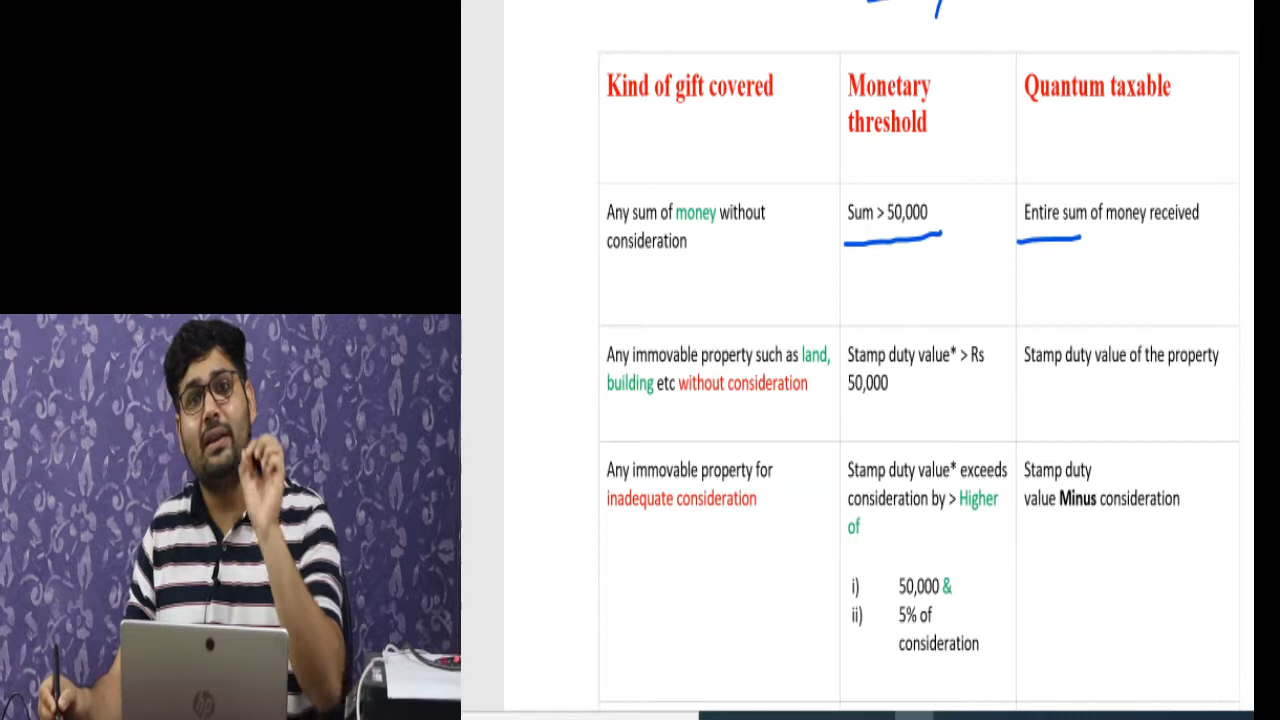 Kind of gift covered
Monetary
threshold
Quantum taxable
Any sum of money without
consideration
Sum > 50,000
Entire sum of money received
Any immovable property such as land,
building etc without consideration
Stamp duty value* > Rs
50,000
Stamp duty value of the property
Any immovable property for
inadequate consideration
Stamp duty value* exceeds
consideration by > Higher
of
i) 50,000 &
ii) 5% of
consideration
Stamp duty
value Minus consideration
hp